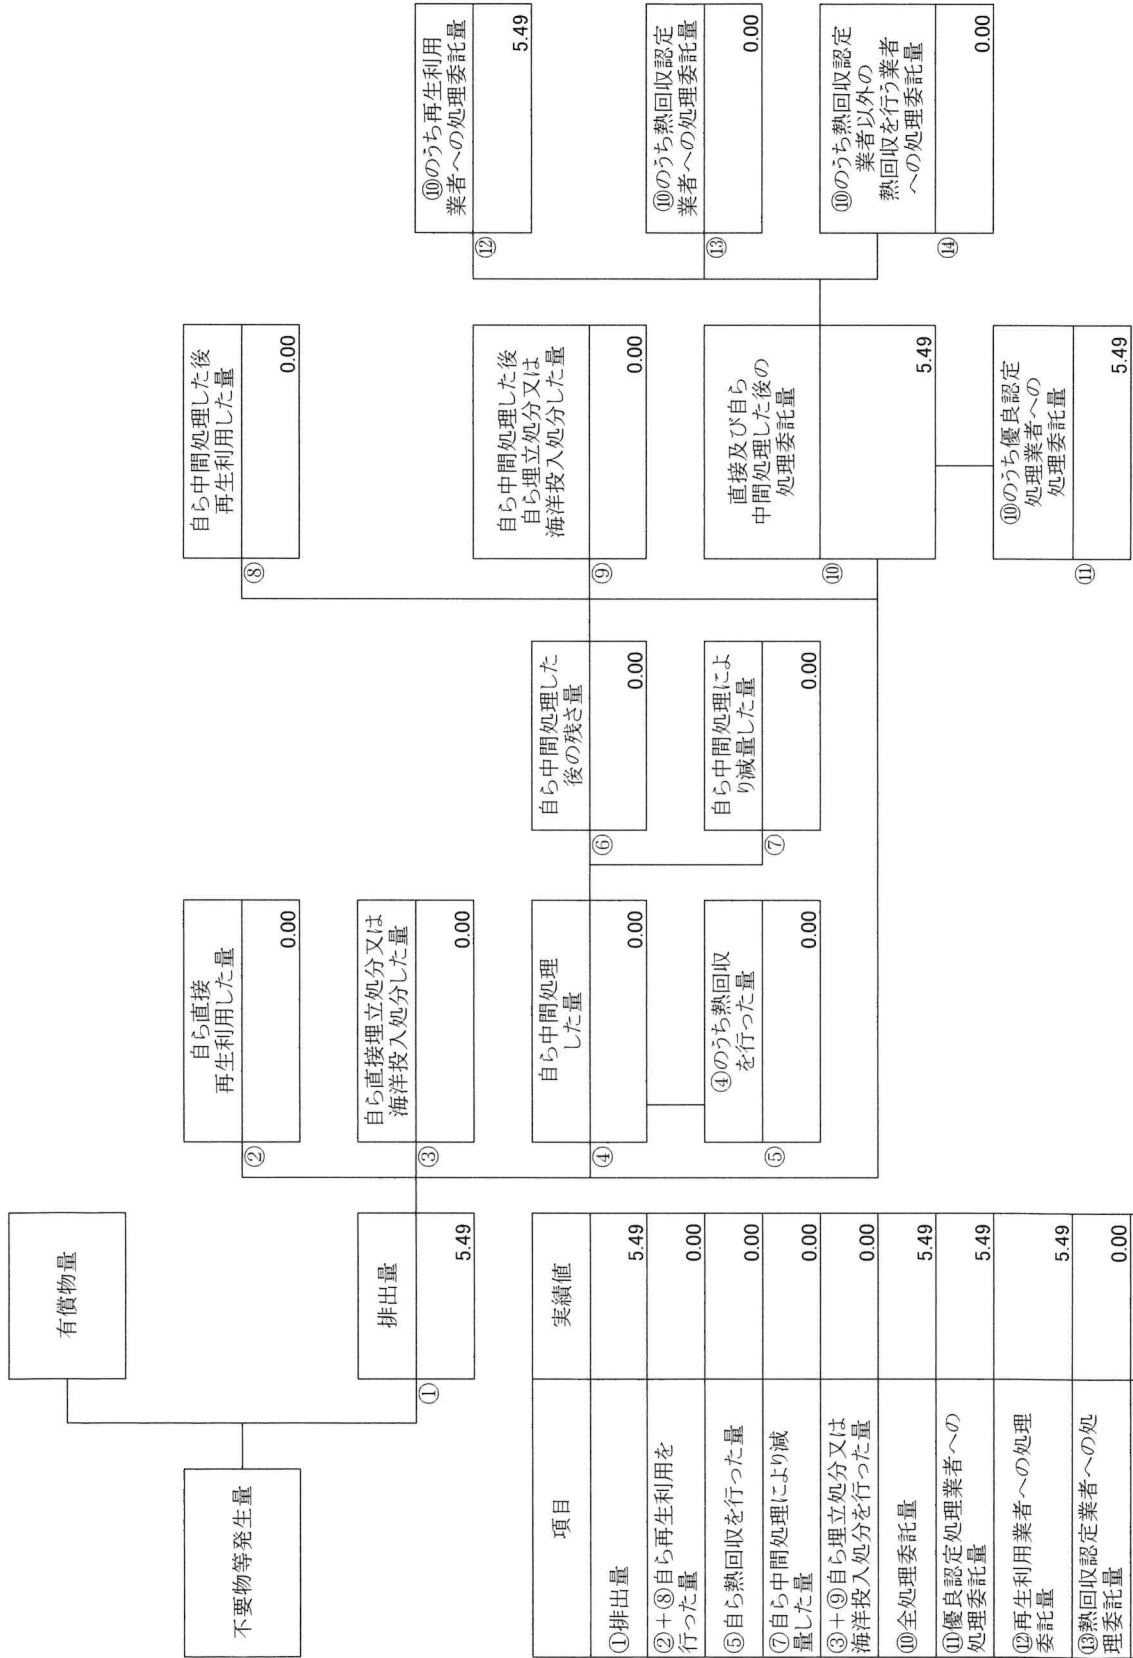 不要物等発生量
有償物量
①
排出量
5.49
②
自ら直接
再生利用した量
0.00
③
自ら直接埋立処分又は
海洋投入処分した量
0.00
④
自ら中間処理
した量
0.00
⑤
④のうち熱回収
を行った量
0.00
⑥
自ら中間処理した
後の残さ量
0.00
⑦
自ら中間処理によ
り減量した量
0.00
⑧
自ら中間処理した後
再生利用した量
0.00
⑨
自ら中間処理した後
自ら埋立処分又は
海洋投入処分した量
0.00
⑩
直接及び自ら
中間処理した後の
処理委託量
5.49
⑪
⑩のうち優良認定
処理業者への
処理委託量
5.49
⑫
⑩のうち再生利用
業者への処理委託量
5.49
⑬
⑩のうち熱回収認定
業者への処理委託量
0.00
⑭
⑩のうち熱回収認定
業者以外の
熱回収を行う業者
への処理委託量
0.00
項目
実績値
①排出量
5.49
②+⑧自ら再生利用を
行った量
0.00
⑤自ら熱回収を行った量
0.00
⑦自ら中間処理により減
量した量
0.00
③+⑨自ら埋立処分又は
海洋投入処分を行った量
0.00
⑩全処理委託量
5.49
⑪優良認定処理業者への
処理委託量
5.49
⑫再生利用業者への処理
委託量
5.49
⑬熱回収認定業者への処
理委託量
0.00